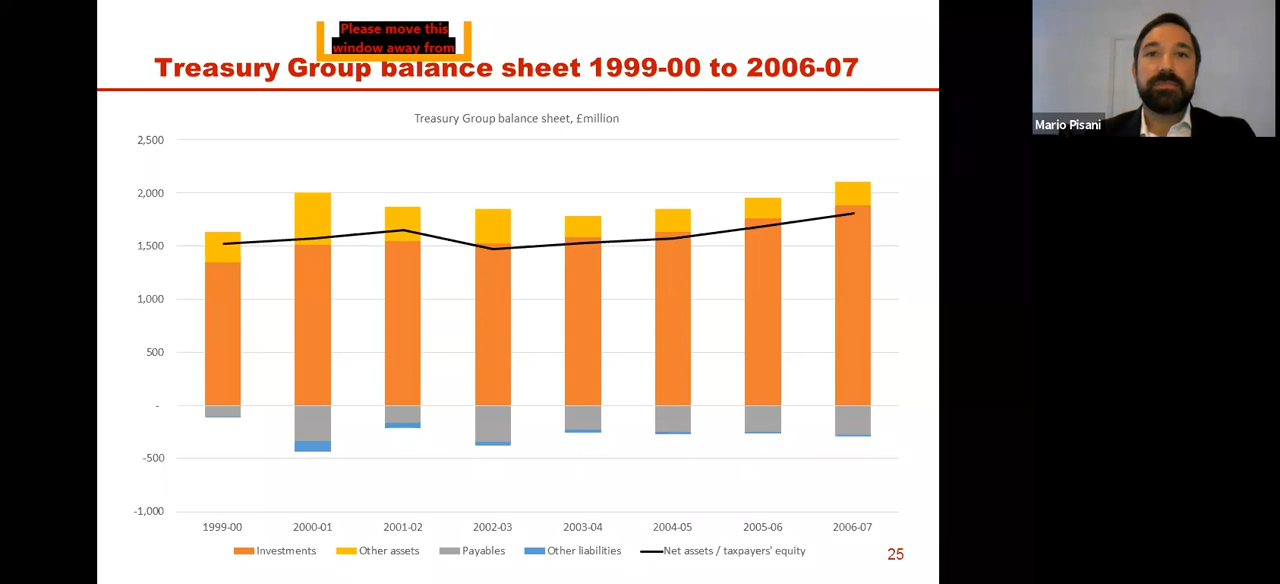 Please move this
window away from
Treasury Group balance sheet 1999-00 to 2006-07
Treasury Group balance sheet, £million
2,500
2,000
1,500
1,000
500
-
-500
-1,000
1999-00 2000-01 2001-02 2002-03 2003-04 2004-05 2005-06 2006-07
Investments Other assets Payables Other liabilities Net assets / taxpayers' equity
25
Mario Pisani